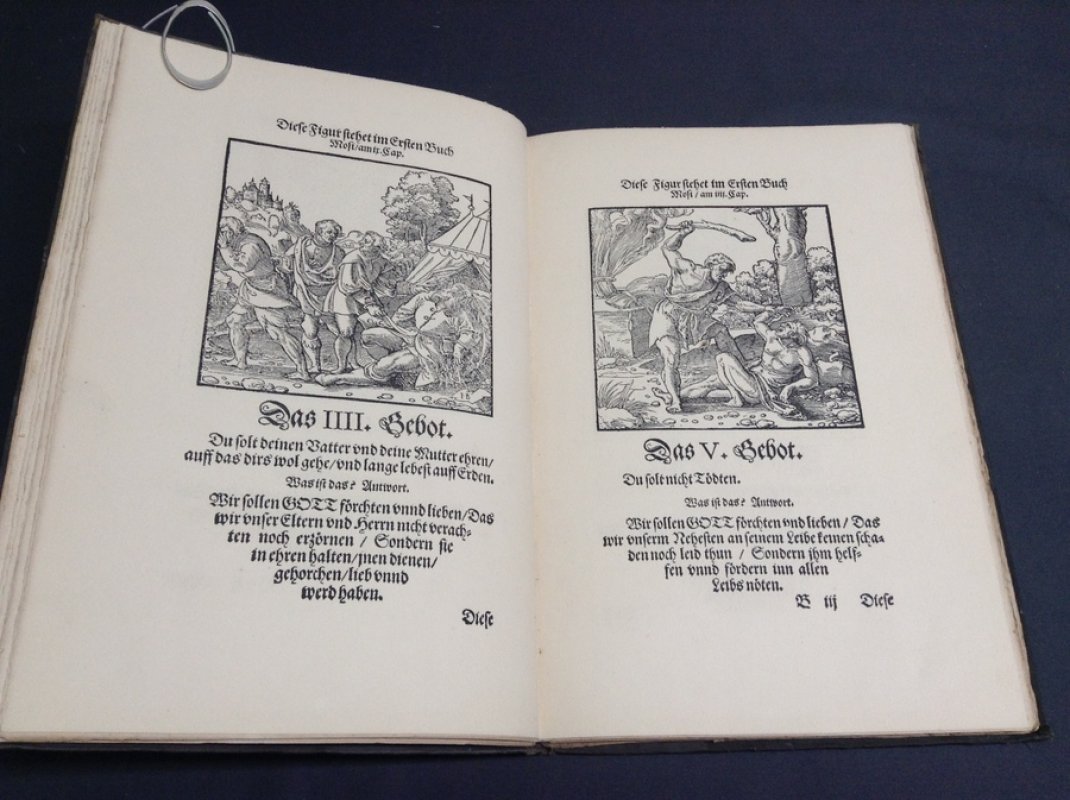 Diese Figur stehet im Ersten Buch
Mosi / am ix. Cap.
IB
Das IIII. Gebot.
Du solt deinen Vatter vnd deine Mutter ehren/
auff das dirs wol gehe/vnd lange lebest auff Erden.
Was ist das? Antwort.
Wir sollen GOTT förchten vnnd lieben/Das
wir vnser Eltern vnd Herrn nicht verach-
ten noch erzörnen / Sondern sie
in ehren halten/jnen dienen/
gehorchen/lieb vnnd
werd haben.
Diese
Diese Figur stehet im Ersten Buch
Mosi / am iiij. Cap.
Das V. Gebot.
Du solt nicht Tödten.
Was ist das? Antwort.
Wir sollen GOTT förchten vnd lieben / Das
wir vnserm Nehesten an seinem Leibe keinen scha-
den noch leid thun / Sondern jhm helf-
fen vnnd fördern inn allen
Leibs nöten.
B iij Diese